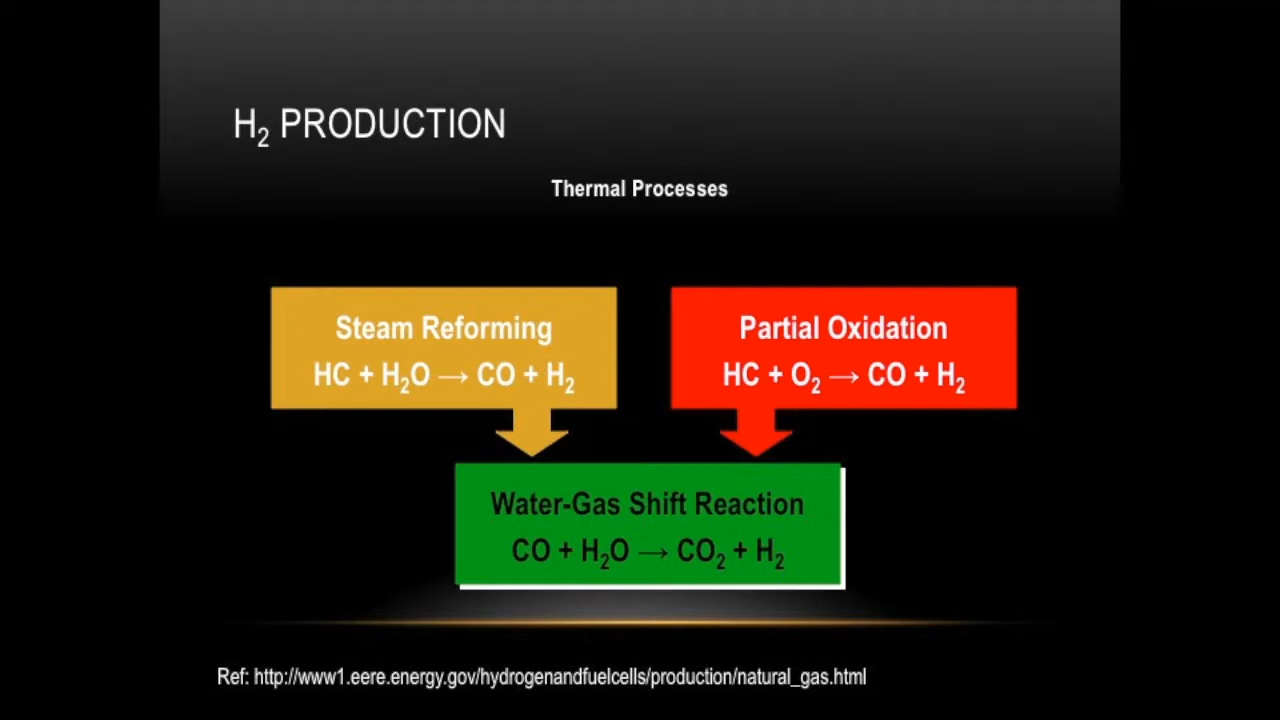 H₂ PRODUCTION
Thermal Processes
Steam Reforming
HC + H₂O → CO + H₂
Partial Oxidation
HC + O₂ → CO + H₂
Water-Gas Shift Reaction
CO + H₂O → CO₂ + H₂
Ref: http://www1.eere.energy.gov/hydrogenandfuelcells/production/natural_gas.html